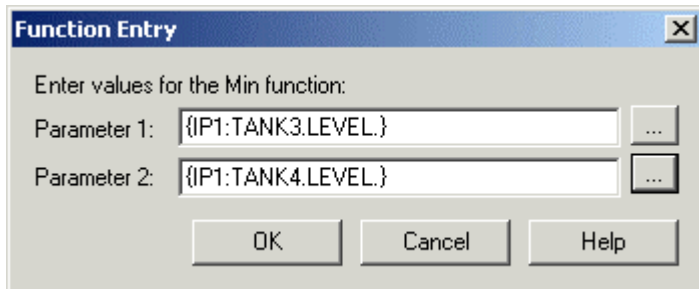 Function Entry
Enter values for the Min function:
Parameter 1: {IP1:TANK3.LEVEL.} ...
Parameter 2: {IP1:TANK4.LEVEL.} ...
OK Cancel Help